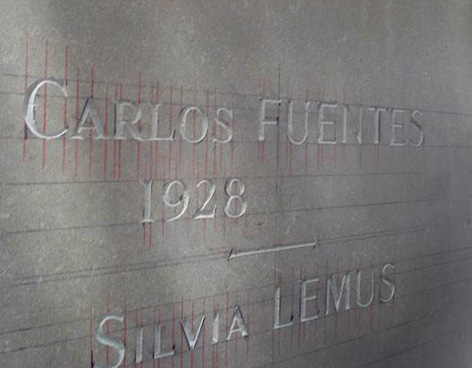 CARLOS FUENTES
1928
SILVIA LEMUS